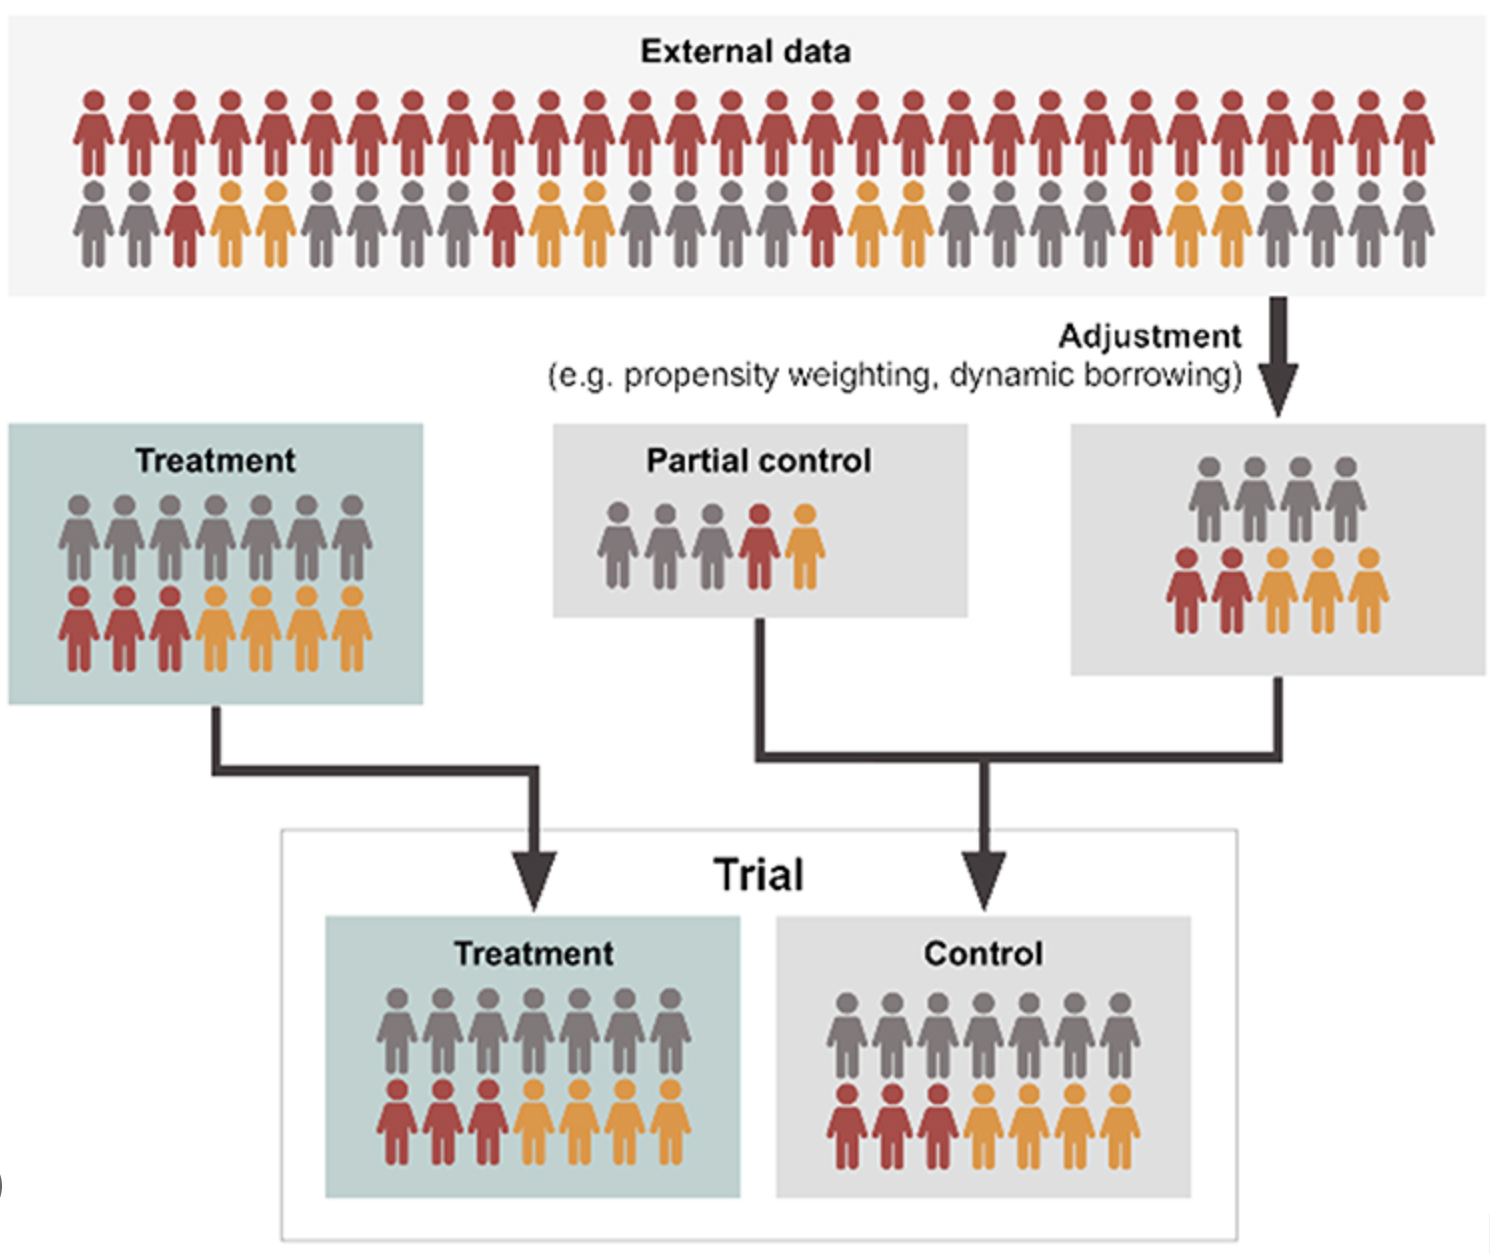 External data
Adjustment
(e.g. propensity weighting, dynamic borrowing)
Treatment
Partial control
Trial
Treatment
Control